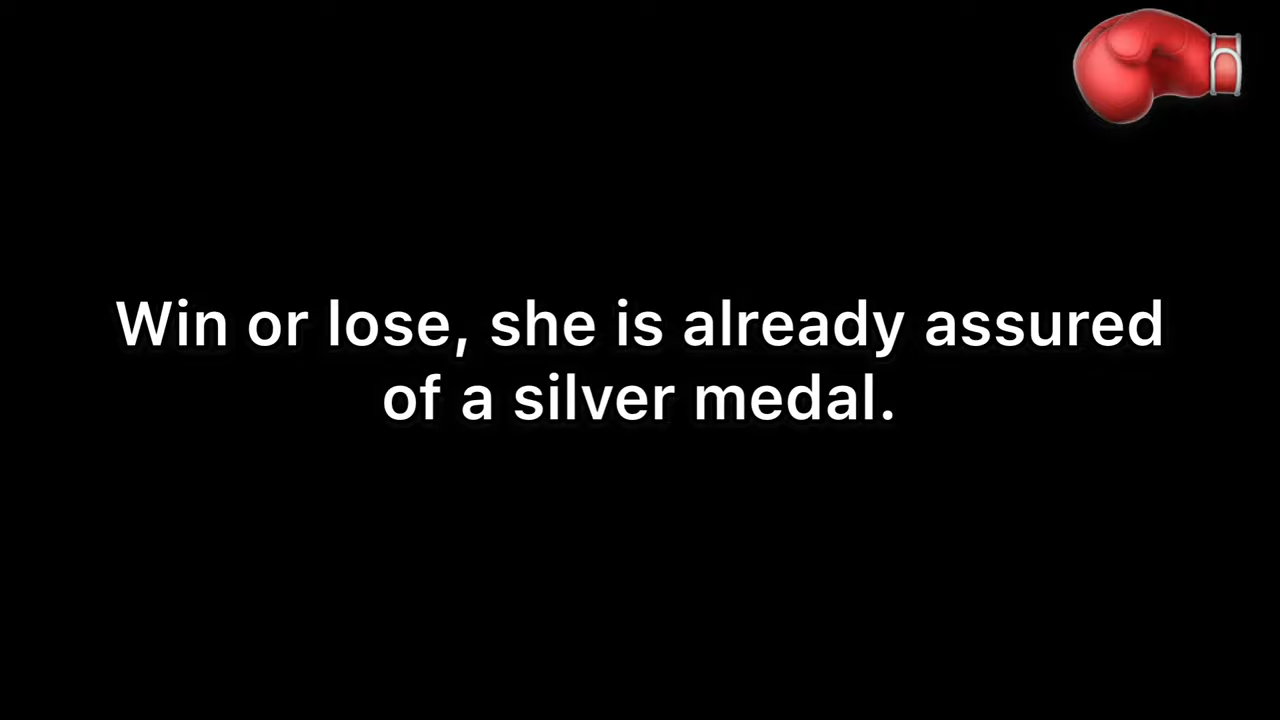 Win or lose, she is already assured
of a silver medal.